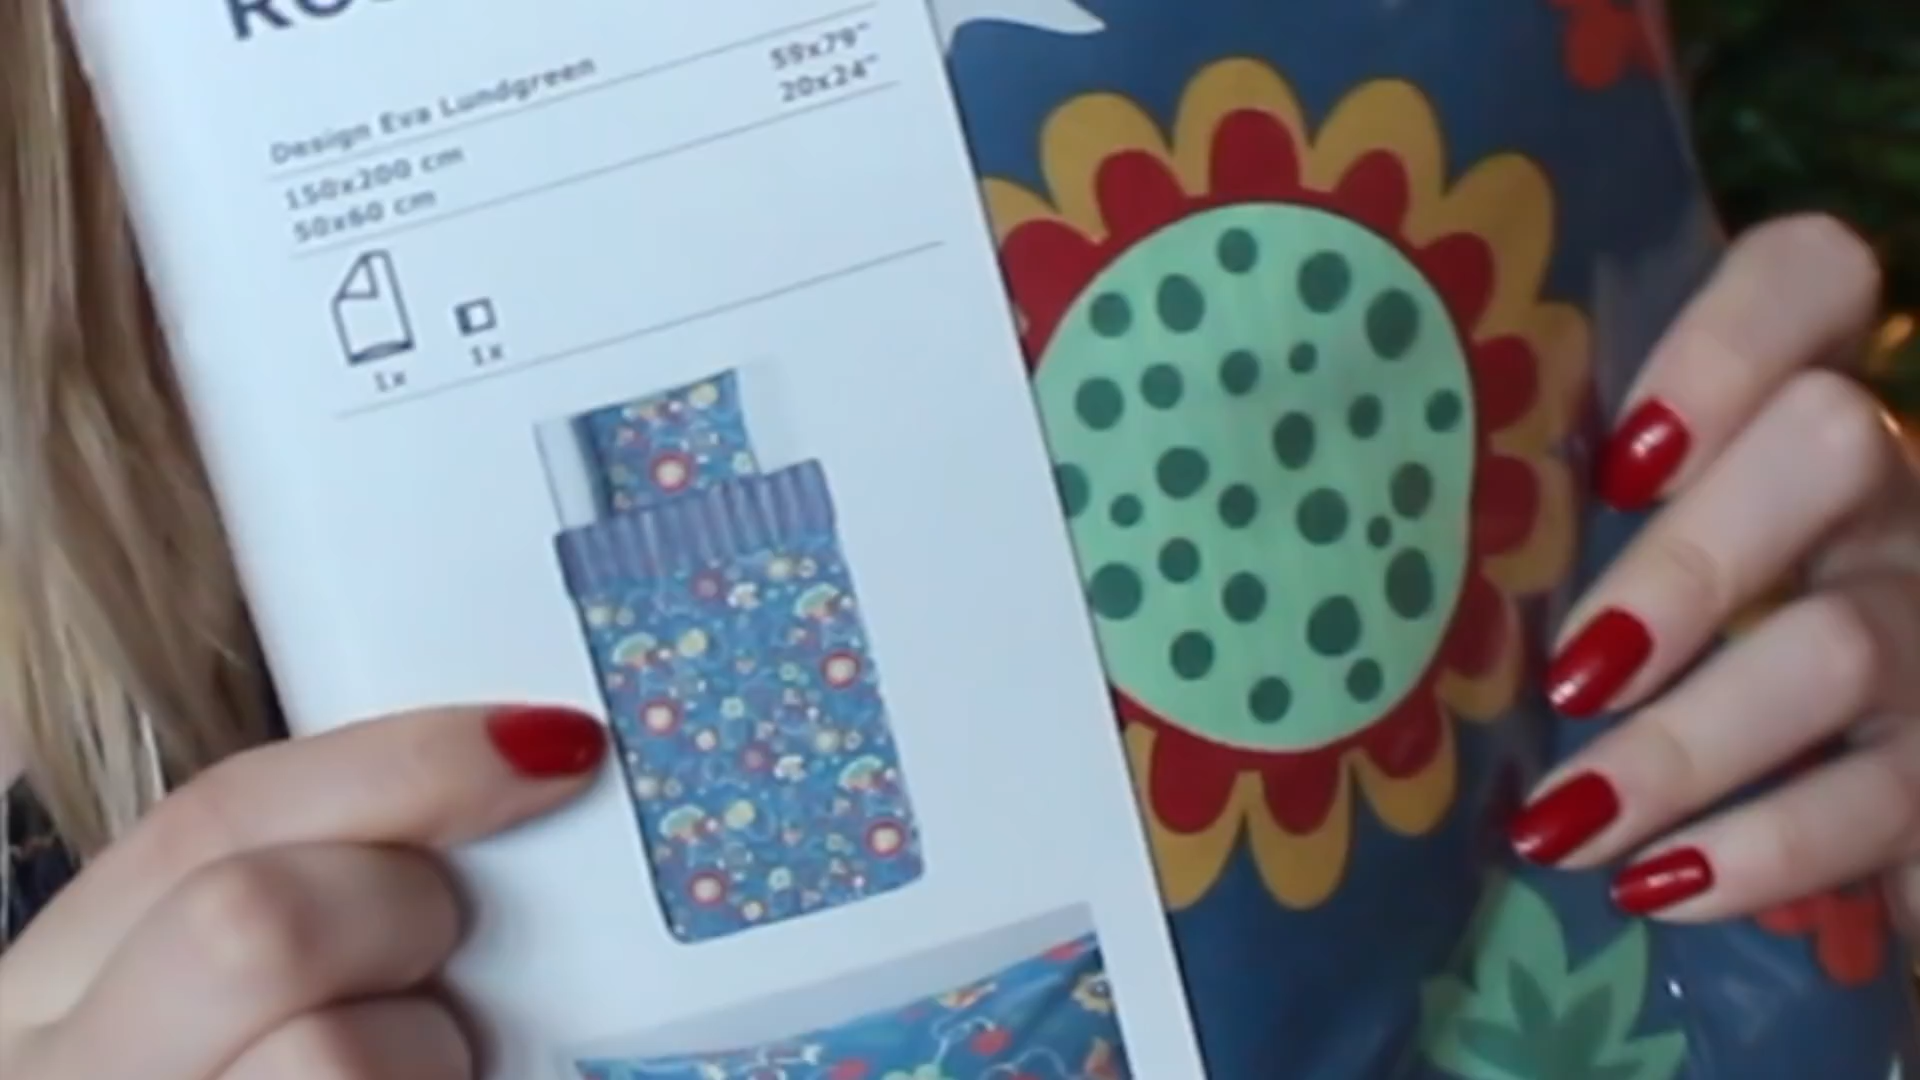 Design Eva Lundgreen
59x79"
20x24"
150x200 cm
50x60 cm
1x
1x